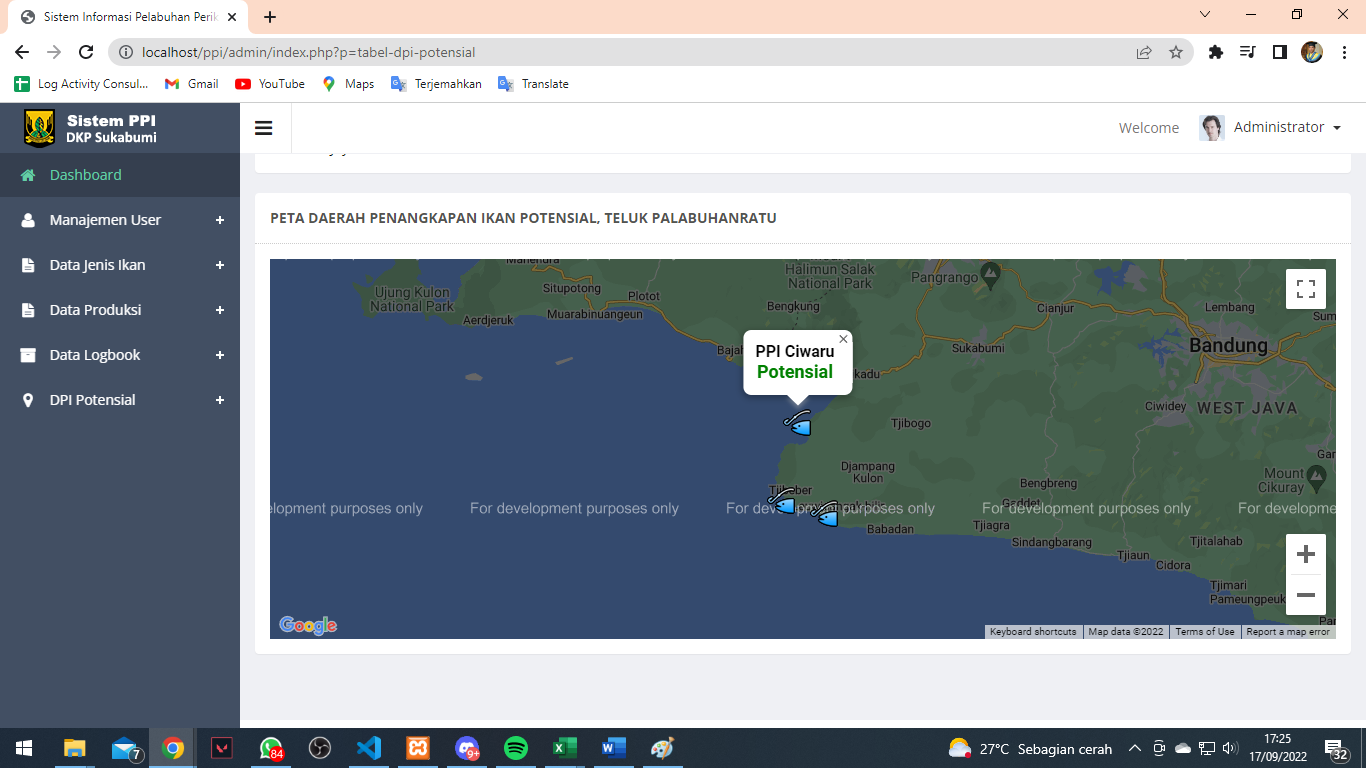 Sistem Informasi Pelabuhan Perik
localhost/ppi/admin/index.php?p=tabel-dpi-potensial
Log Activity Consul...
Gmail
YouTube
Maps
Terjemahkan
Translate
Sistem PPI
DKP Sukabumi
Welcome
Administrator
Dashboard
Manajemen User
Data Jenis Ikan
Data Produksi
Data Logbook
DPI Potensial
PETA DAERAH PENANGKAPAN IKAN POTENSIAL, TELUK PALABUHANRATU
Halimun Salak
National Park
Pangrango
Ujung Kulon
National Park
Situpotong
Plotot
Bengkung
Aerdjeruk
Muarabinuangeun
Cianjur
Lembang
Sum
Sukabumi
Bandung
PPI Ciwaru
Potensial
Ciwidey
WEST JAVA
Tjibogo
Djampang
Kulon
Gar
Mount
Cikuray
Bengbreng
Gaddet
elopment purposes only
For development purposes only
For development purposes only
For development purposes only
For developme
Babadan
Tjiagra
Sindangbarang
Tjitalahab
Tjiaun
Cidora
Tjimari
Pameungpeuk
Google
Keyboard shortcuts
Map data ©2022
Terms of Use
Report a map error
7
84
9+
27°C Sebagian cerah
17:25
17/09/2022
32